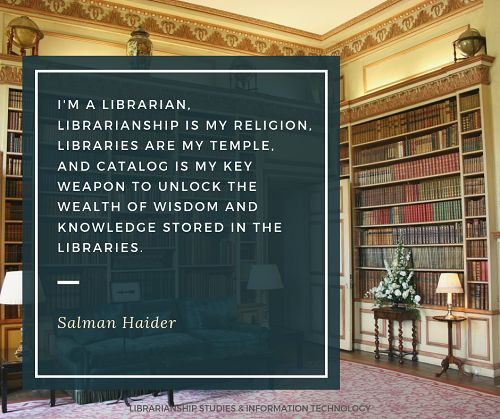 I'M A LIBRARIAN,
LIBRARIANSHIP IS MY RELIGION,
LIBRARIES ARE MY TEMPLE,
AND CATALOG IS MY KEY
WEAPON TO UNLOCK THE
WEALTH OF WISDOM AND
KNOWLEDGE STORED IN THE
LIBRARIES.
Salman Haider
LIBRARIANSHIP STUDIES & INFORMATION TECHNOLOGY